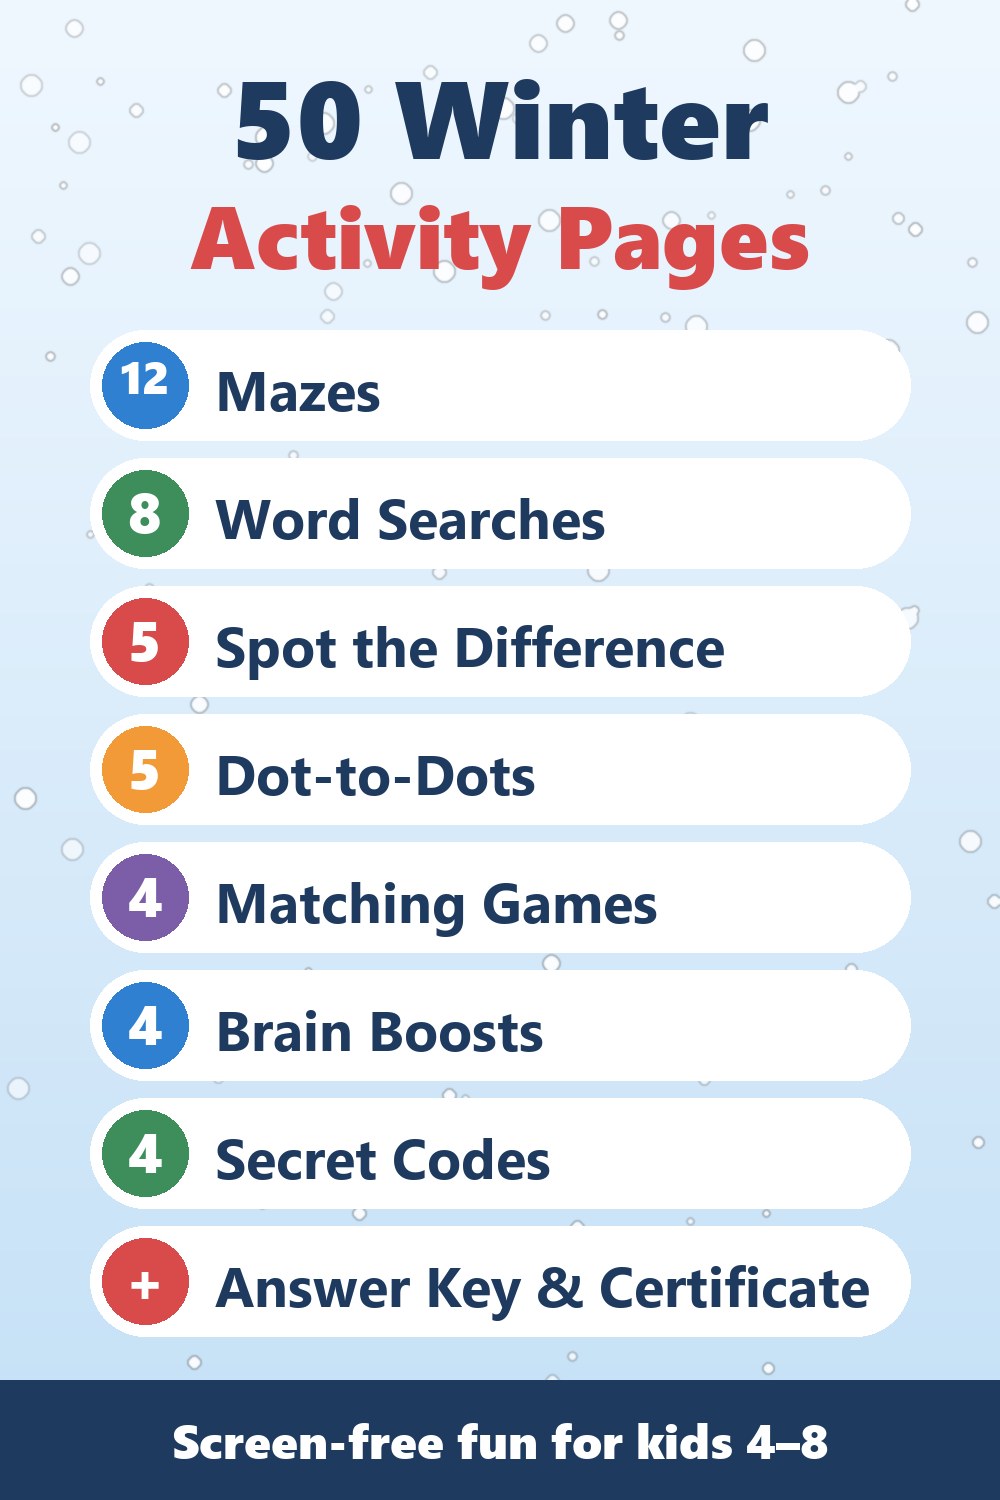 50 Winter
Activity Pages
12 Mazes
8 Word Searches
5 Spot the Difference
5 Dot-to-Dots
4 Matching Games
4 Brain Boosts
4 Secret Codes
+ Answer Key & Certificate
Screen-free fun for kids 4–8